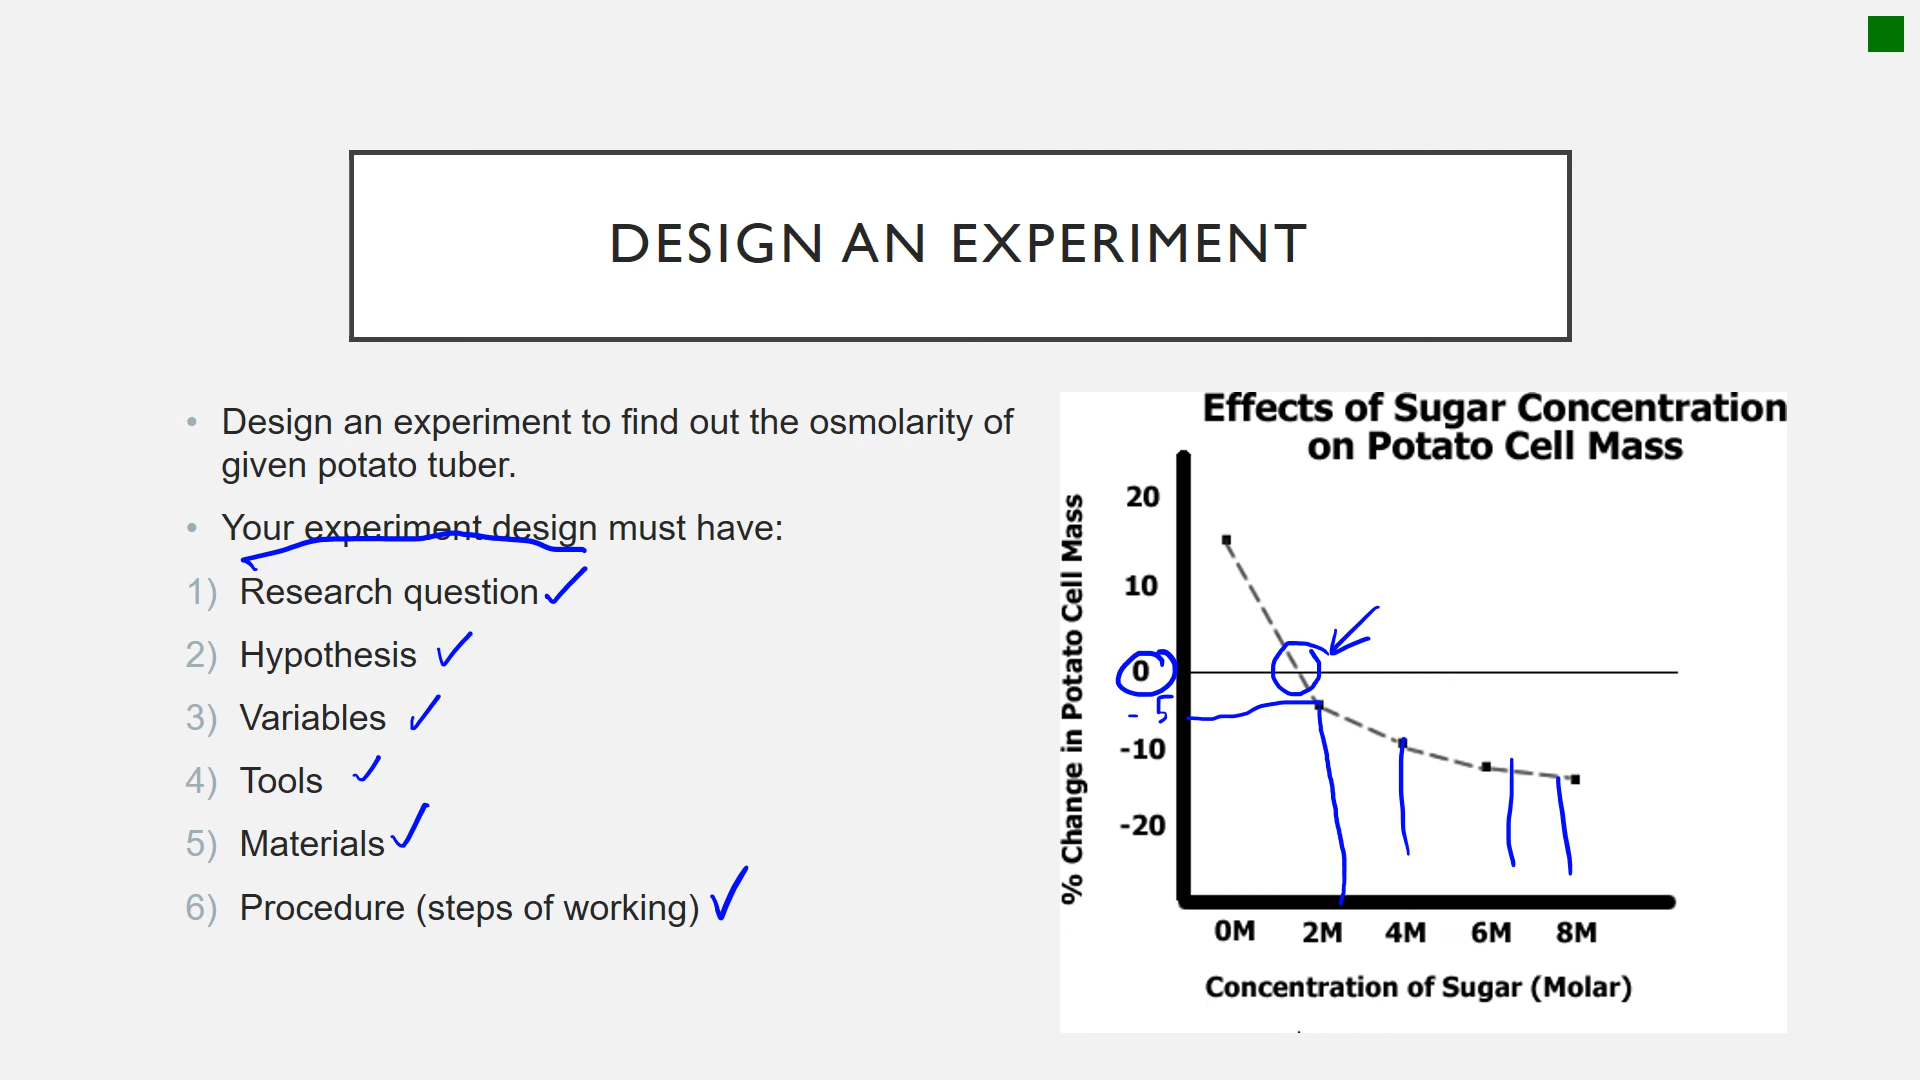 DESIGN AN EXPERIMENT
• Design an experiment to find out the osmolarity of
given potato tuber.
• Your experiment design must have:
1) Research question
2) Hypothesis
3) Variables
4) Tools
5) Materials
6) Procedure (steps of working)
Effects of Sugar Concentration
on Potato Cell Mass
% Change in Potato Cell Mass
20
10
0
-5
-10
-20
0M 2M 4M 6M 8M
Concentration of Sugar (Molar)